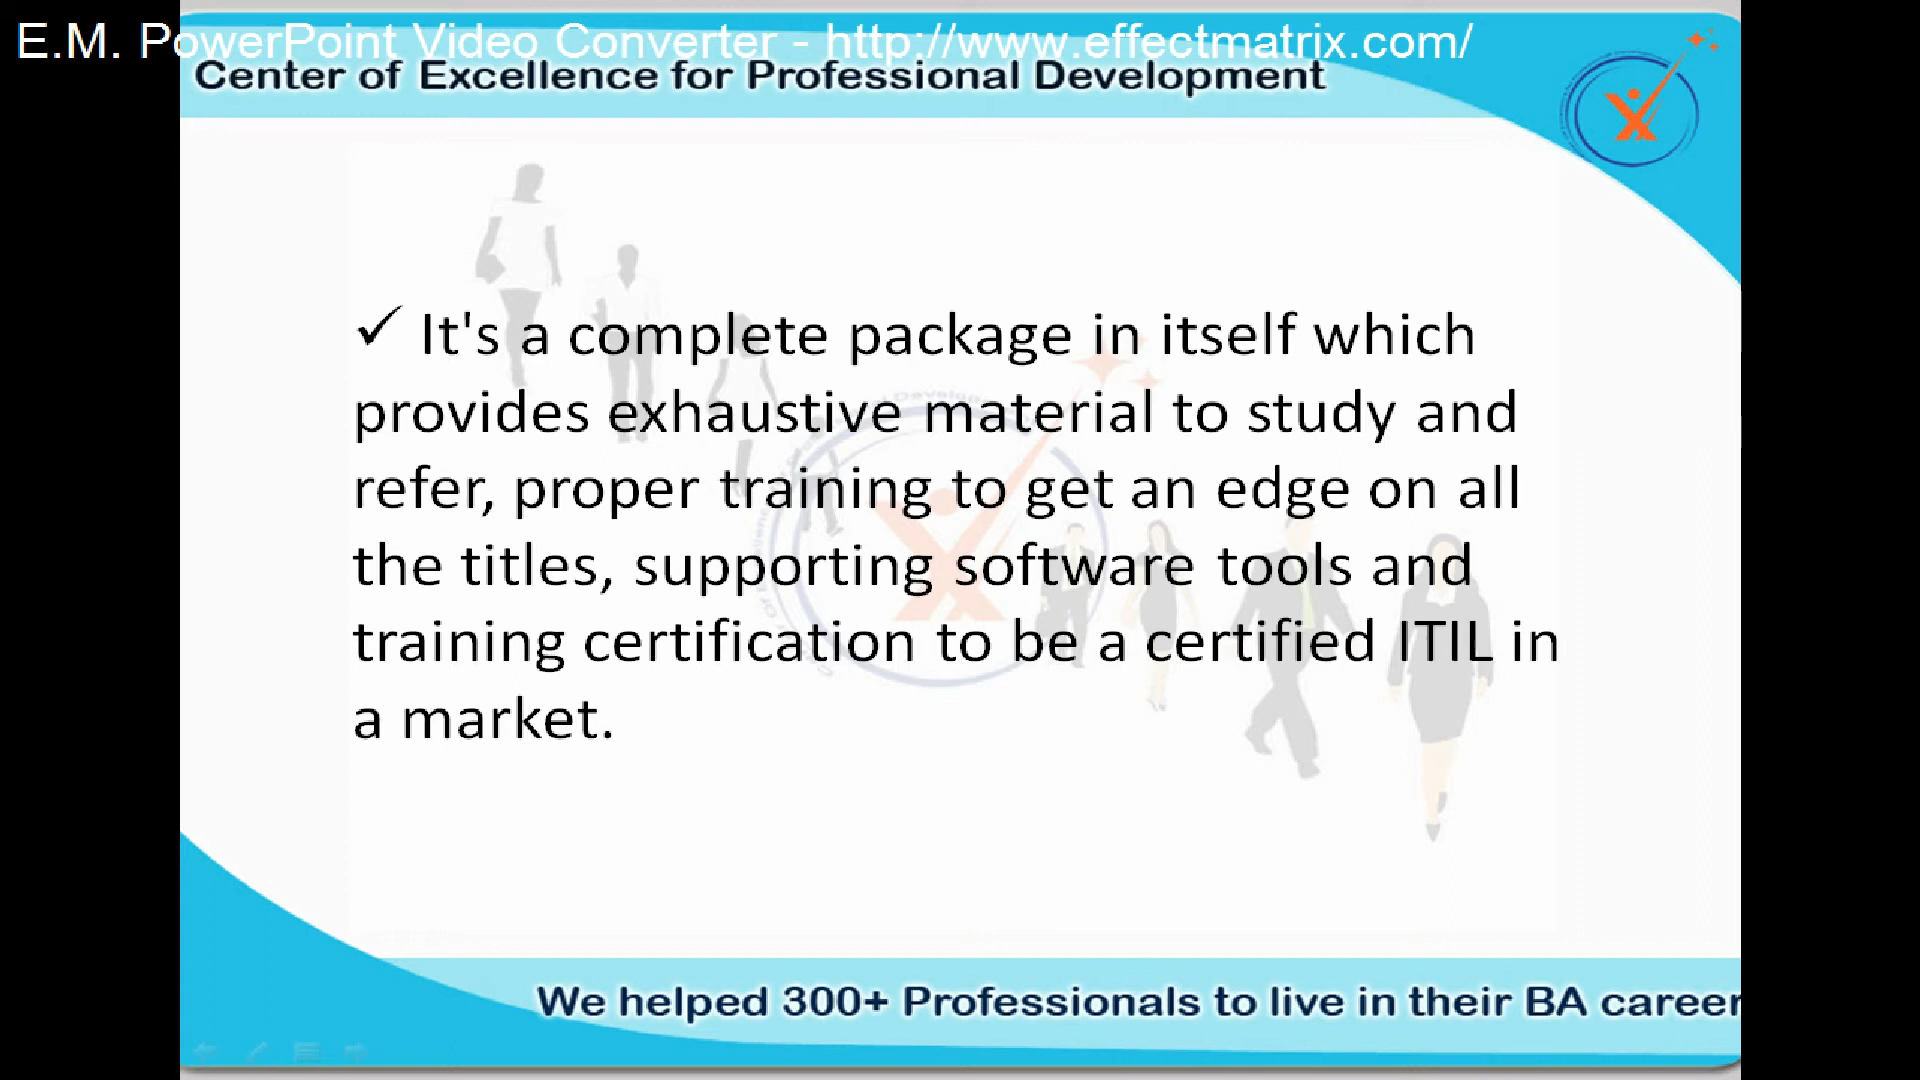 E.M. PowerPoint Video Converter - http://www.effectmatrix.com/
Center of Excellence for Professional Development
✓ It's a complete package in itself which
provides exhaustive material to study and
refer, proper training to get an edge on all
the titles, supporting software tools and
training certification to be a certified ITIL in
a market.
We helped 300+ Professionals to live in their BA career